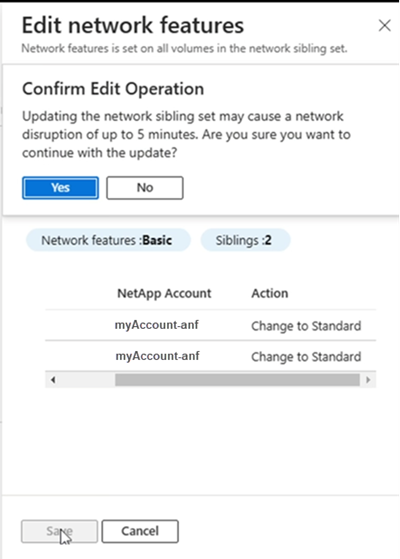 Edit network features
Network features is set on all volumes in the network sibling set.
Confirm Edit Operation
Updating the network sibling set may cause a network
disruption of up to 5 minutes. Are you sure you want to
continue with the update?
Yes No
Network features :Basic Siblings :2
NetApp Account Action
myAccount-anf Change to Standard
myAccount-anf Change to Standard
Save Cancel